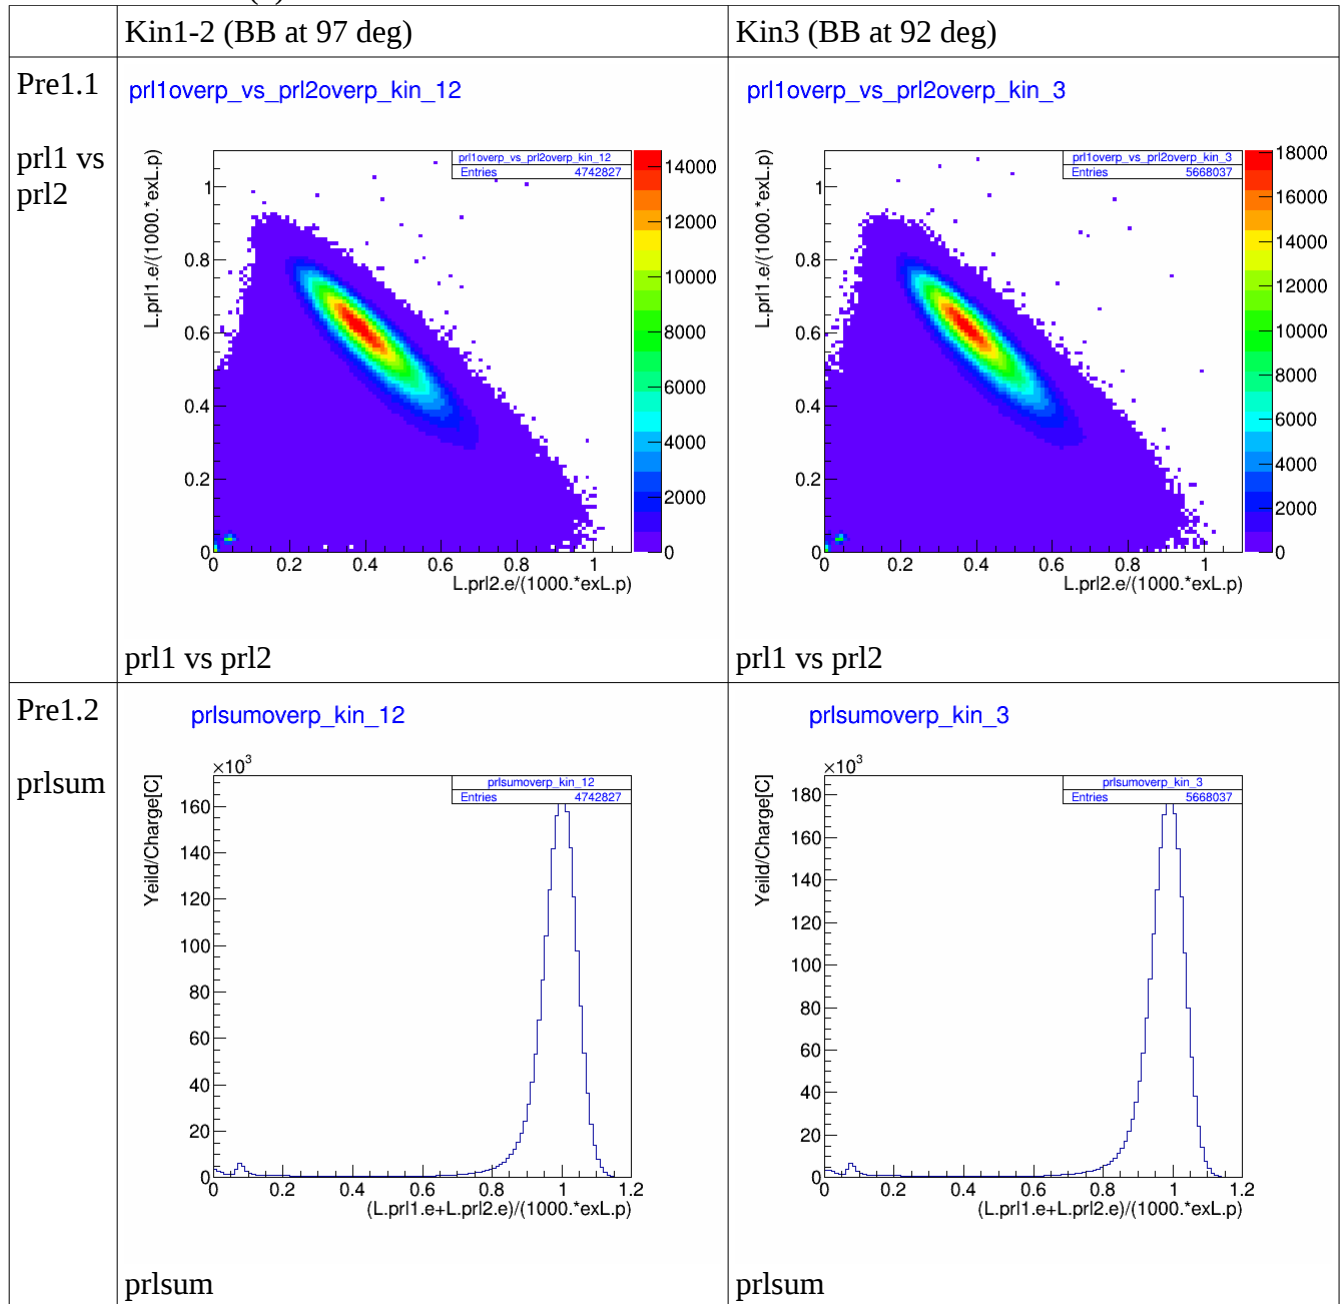 Kin1-2 (BB at 97 deg)
Kin3 (BB at 92 deg)
Pre1.1
prl1 vs
prl2
prl1overp_vs_prl2overp_kin_12
prl1overp_vs_prl2overp_kin_12
Entries 4742827
L.prl1.e/(1000.*exL.p)
1
0.8
0.6
0.4
0.2
0
0 0.2 0.4 0.6 0.8 1
L.prl2.e/(1000.*exL.p)
14000
12000
10000
8000
6000
4000
2000
0
prl1 vs prl2
prl1overp_vs_prl2overp_kin_3
prl1overp_vs_prl2overp_kin_3
Entries 5668037
L.prl1.e/(1000.*exL.p)
1
0.8
0.6
0.4
0.2
0
0 0.2 0.4 0.6 0.8 1
L.prl2.e/(1000.*exL.p)
18000
16000
14000
12000
10000
8000
6000
4000
2000
0
prl1 vs prl2
Pre1.2
prlsum
prlsumoverp_kin_12
×10³
prlsumoverp_kin_12
Entries 4742827
Yeild/Charge[C]
160
140
120
100
80
60
40
20
0
0 0.2 0.4 0.6 0.8 1 1.2
(L.prl1.e+L.prl2.e)/(1000.*exL.p)
prlsum
prlsumoverp_kin_3
×10³
prlsumoverp_kin_3
Entries 5668037
Yeild/Charge[C]
180
160
140
120
100
80
60
40
20
0
0 0.2 0.4 0.6 0.8 1 1.2
(L.prl1.e+L.prl2.e)/(1000.*exL.p)
prlsum